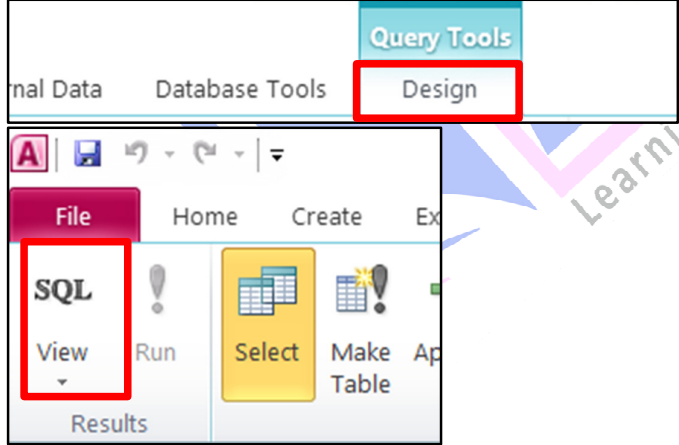 Query Tools
rnal Data Database Tools Design
A
File Home Create Ex
SQL
View Run Select Make Ap
Table
Results
Learni